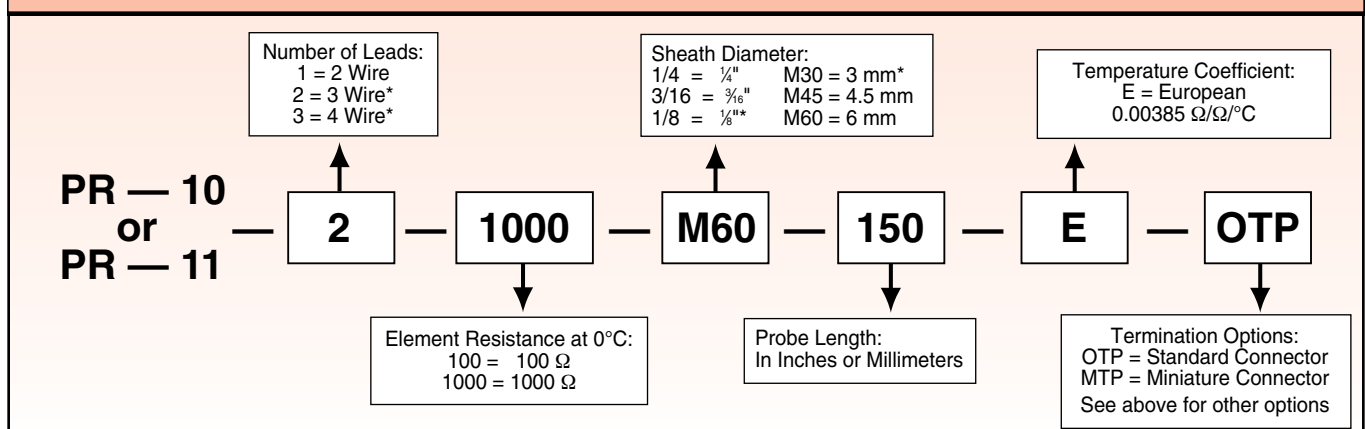 Number of Leads:
1 = 2 Wire
2 = 3 Wire*
3 = 4 Wire*
Sheath Diameter:
1/4 = ¼" M30 = 3 mm*
3/16 = 3⁄16" M45 = 4.5 mm
1/8 = ⅛"* M60 = 6 mm
Temperature Coefficient:
E = European
0.00385 Ω/Ω/°C
PR — 10
or
PR — 11
— 2 — 1000 — M60 — 150 — E — OTP
Element Resistance at 0°C:
100 = 100 Ω
1000 = 1000 Ω
Probe Length:
In Inches or Millimeters
Termination Options:
OTP = Standard Connector
MTP = Miniature Connector
See above for other options